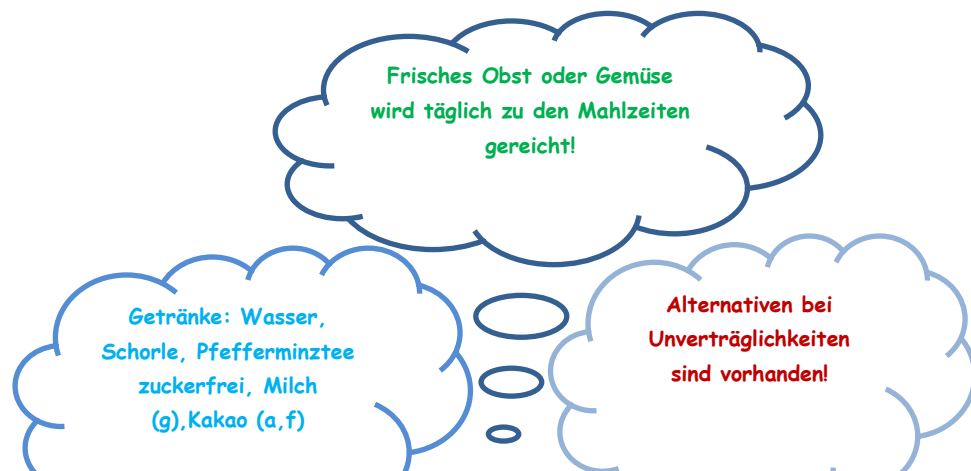 Frisches Obst oder Gemüse
wird täglich zu den Mahlzeiten
gereicht!
Getränke: Wasser,
Schorle, Pfefferminztee
zuckerfrei, Milch
(g),Kakao (a,f)
Alternativen bei
Unverträglichkeiten
sind vorhanden!